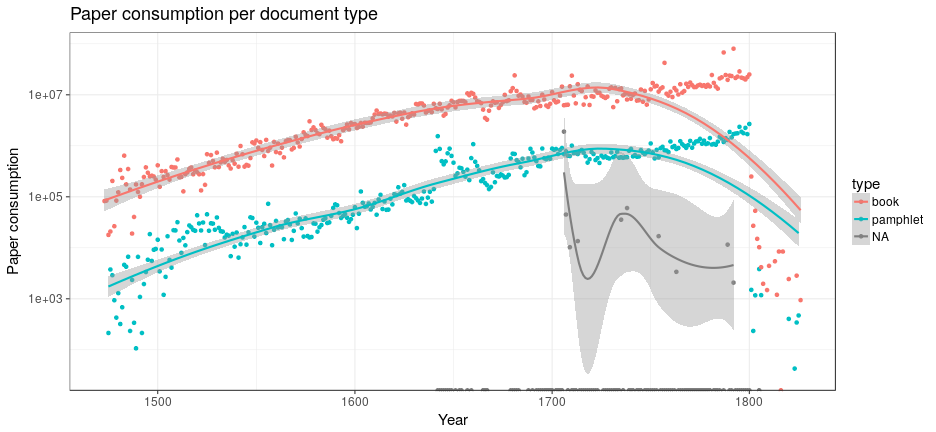 Paper consumption per document type
Paper consumption
1e+07
1e+05
1e+03
1500
1600
1700
1800
Year
type
book
pamphlet
NA